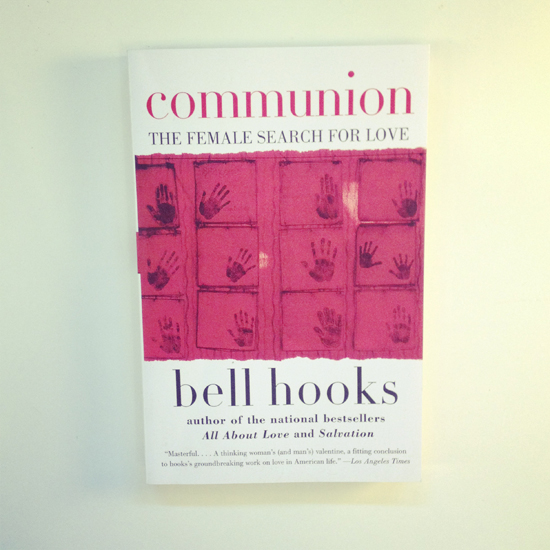 communion
THE FEMALE SEARCH FOR LOVE
bell hooks
author of the national bestsellers
All About Love and Salvation
“Masterful. . . . A thinking woman’s (and man’s) valentine, a fitting conclusion
to hooks’s groundbreaking work on love in American life.” —Los Angeles Times